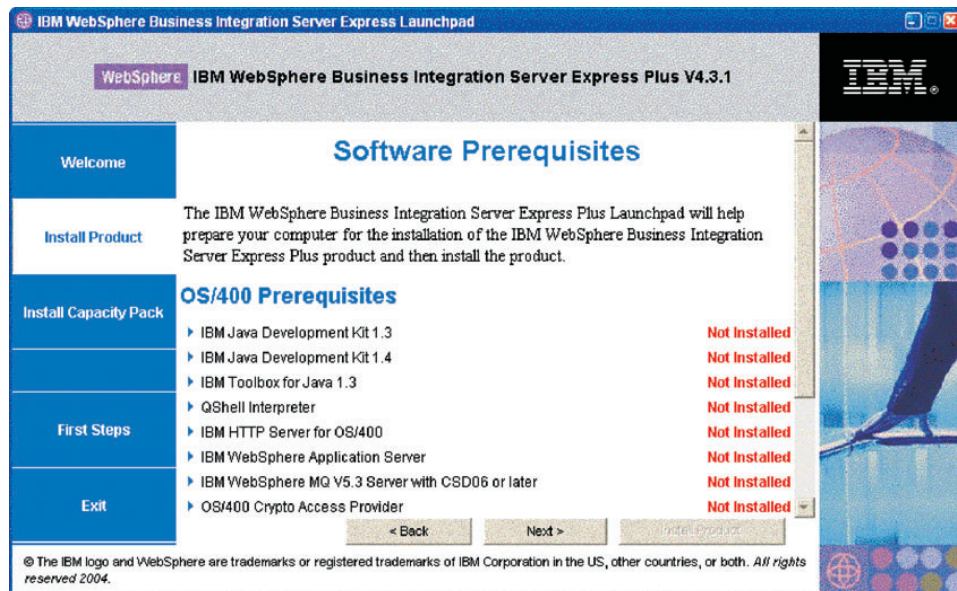 IBM WebSphere Business Integration Server Express Launchpad
WebSphere IBM WebSphere Business Integration Server Express Plus V4.3.1
IBM®
Welcome
Install Product
Install Capacity Pack
First Steps
Exit
Software Prerequisites
The IBM WebSphere Business Integration Server Express Plus Launchpad will help
prepare your computer for the installation of the IBM WebSphere Business Integration
Server Express Plus product and then install the product.
OS/400 Prerequisites
IBM Java Development Kit 1.3 Not Installed
IBM Java Development Kit 1.4 Not Installed
IBM Toolbox for Java 1.3 Not Installed
QShell Interpreter Not Installed
IBM HTTP Server for OS/400 Not Installed
IBM WebSphere Application Server Not Installed
IBM WebSphere MQ V5.3 Server with CSD06 or later Not Installed
OS/400 Crypto Access Provider Not Installed
< Back Next > Install Product
© The IBM logo and WebSphere are trademarks or registered trademarks of IBM Corporation in the US, other countries, or both. All rights
reserved 2004.